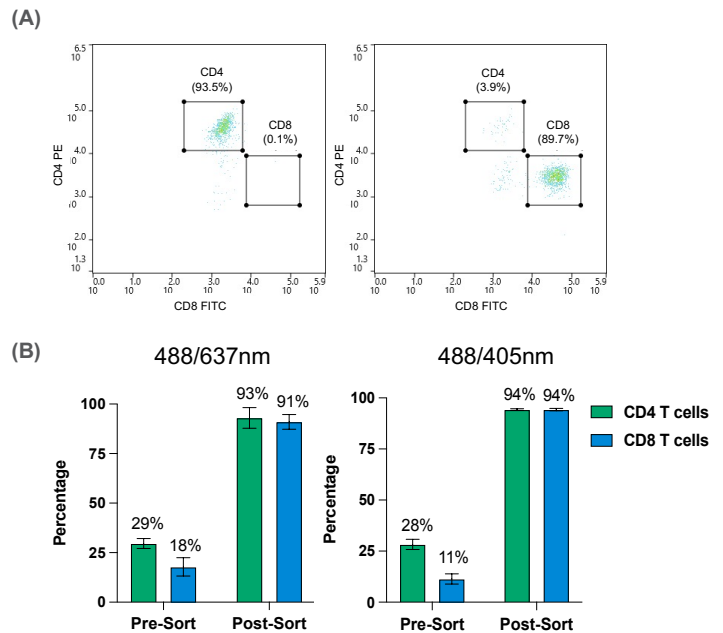 (A)
6.5
10
5.0
10
4.0
10
3.0
10
2.0
10
1.3
10
CD4 PE
CD4
(93.5%)
CD8
(0.1%)
0.0 1.0 2.0 3.0 4.0 5.0 5.9
10 10 10 10 10 10 10
CD8 FITC
6.5
10
5.0
10
4.0
10
3.0
10
2.0
10
1.3
10
CD4 PE
CD4
(3.9%)
CD8
(89.7%)
0.0 1.0 2.0 3.0 4.0 5.0 5.9
10 10 10 10 10 10 10
CD8 FITC
(B)
488/637nm
Percentage
100
75
50
25
0
29%
18%
93%
91%
Pre-Sort Post-Sort
488/405nm
Percentage
100
75
50
25
0
28%
11%
94%
94%
Pre-Sort Post-Sort
CD4 T cells
CD8 T cells